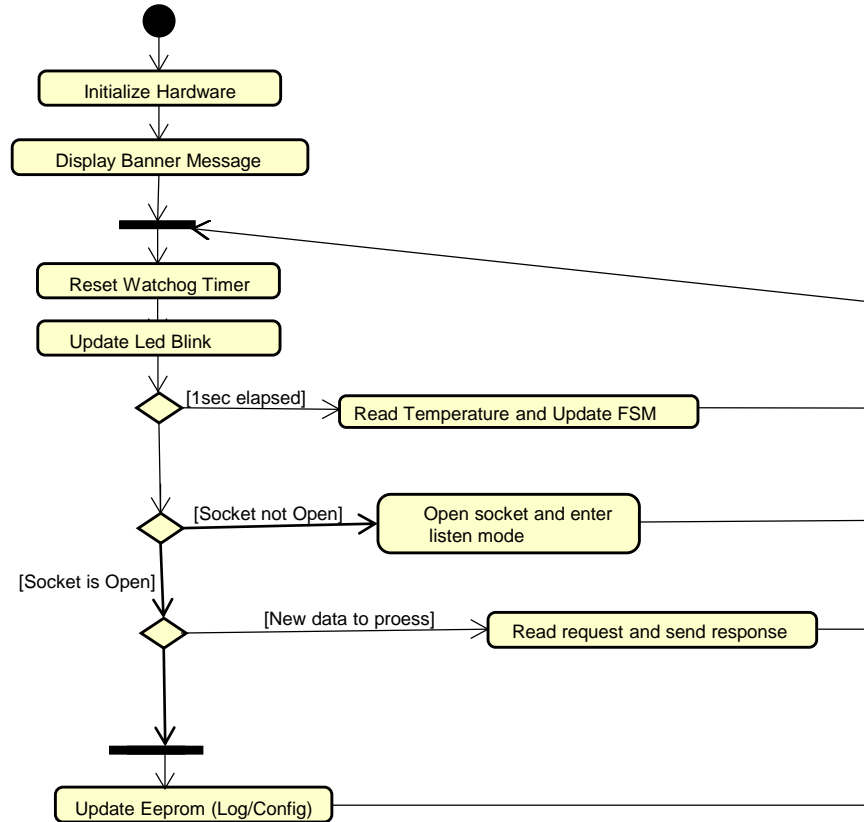 Initialize Hardware
Display Banner Message
Reset Watchog Timer
Update Led Blink
[1sec elapsed]
Read Temperature and Update FSM
[Socket not Open]
Open socket and enter
listen mode
[Socket is Open]
[New data to proess]
Read request and send response
Update Eeprom (Log/Config)